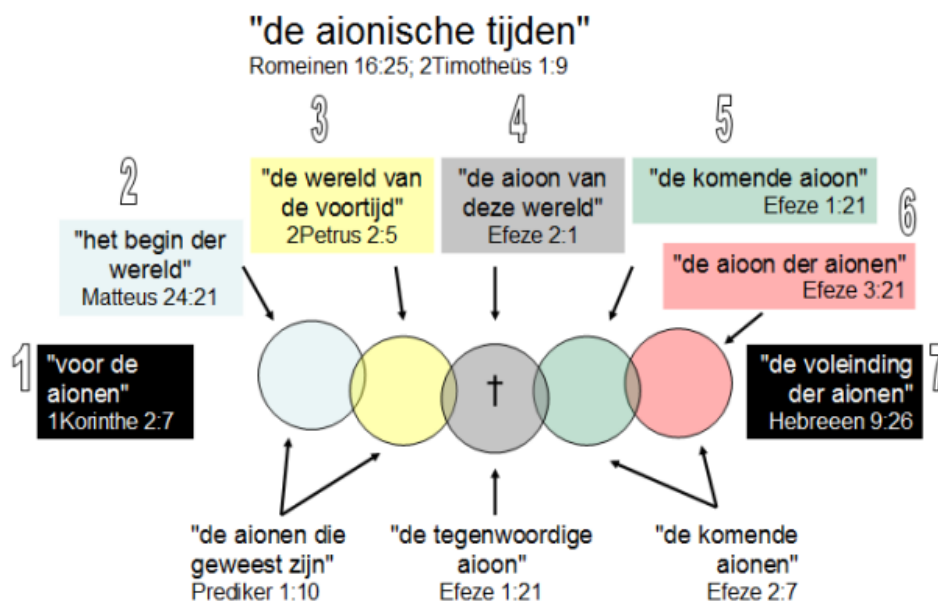 "de aionische tijden"
Romeinen 16:25; 2Timotheüs 1:9
1
"voor de
aionen"
1Korinthe 2:7
2
"het begin der
wereld"
Matteus 24:21
3
"de wereld van
de voortijd"
2Petrus 2:5
4
"de aioon van
deze wereld"
Efeze 2:1
5
"de komende aioon"
Efeze 1:21
6
"de aioon der aionen"
Efeze 3:21
7
"de voleinding
der aionen"
Hebreeen 9:26
"de aionen die
geweest zijn"
Prediker 1:10
"de tegenwoordige
aioon"
Efeze 1:21
"de komende
aionen"
Efeze 2:7